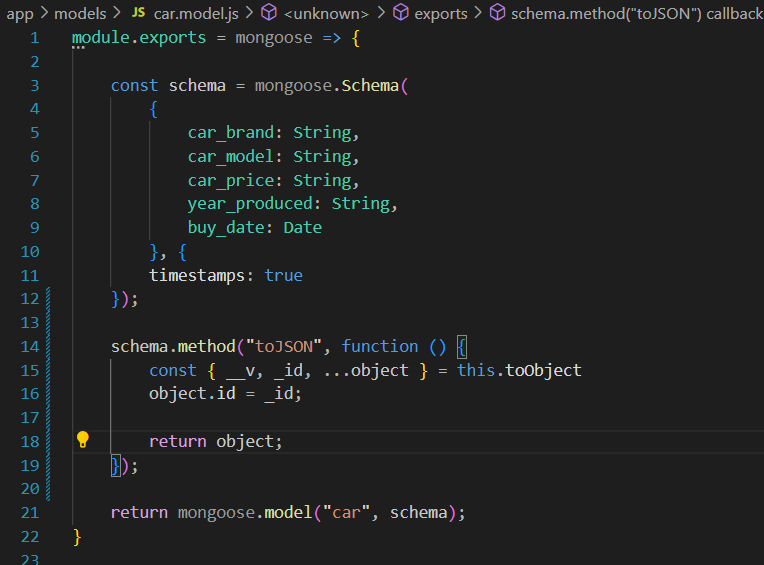 app > models > JS car.model.js > <unknown> > exports > schema.method("toJSON") callback
1 module.exports = mongoose => {
2
3 const schema = mongoose.Schema(
4 {
5 car_brand: String,
6 car_model: String,
7 car_price: String,
8 year_produced: String,
9 buy_date: Date
10 }, {
11 timestamps: true
12 });
13
14 schema.method("toJSON", function () {
15 const { __v, _id, ...object } = this.toObject
16 object.id = _id;
17
18 return object;
19 });
20
21 return mongoose.model("car", schema);
22 }
23